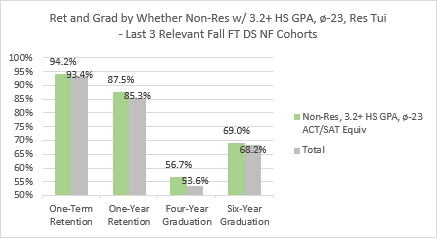 Ret and Grad by Whether Non-Res w/ 3.2+ HS GPA, ø-23, Res Tui
- Last 3 Relevant Fall FT DS NF Cohorts
100%
95%
90%
85%
80%
75%
70%
65%
60%
55%
50%
94.2%
93.4%
87.5%
85.3%
56.7%
53.6%
69.0%
68.2%
One-Term
Retention
One-Year
Retention
Four-Year
Graduation
Six-Year
Graduation
Non-Res, 3.2+ HS GPA, ø-23
ACT/SAT Equiv
Total